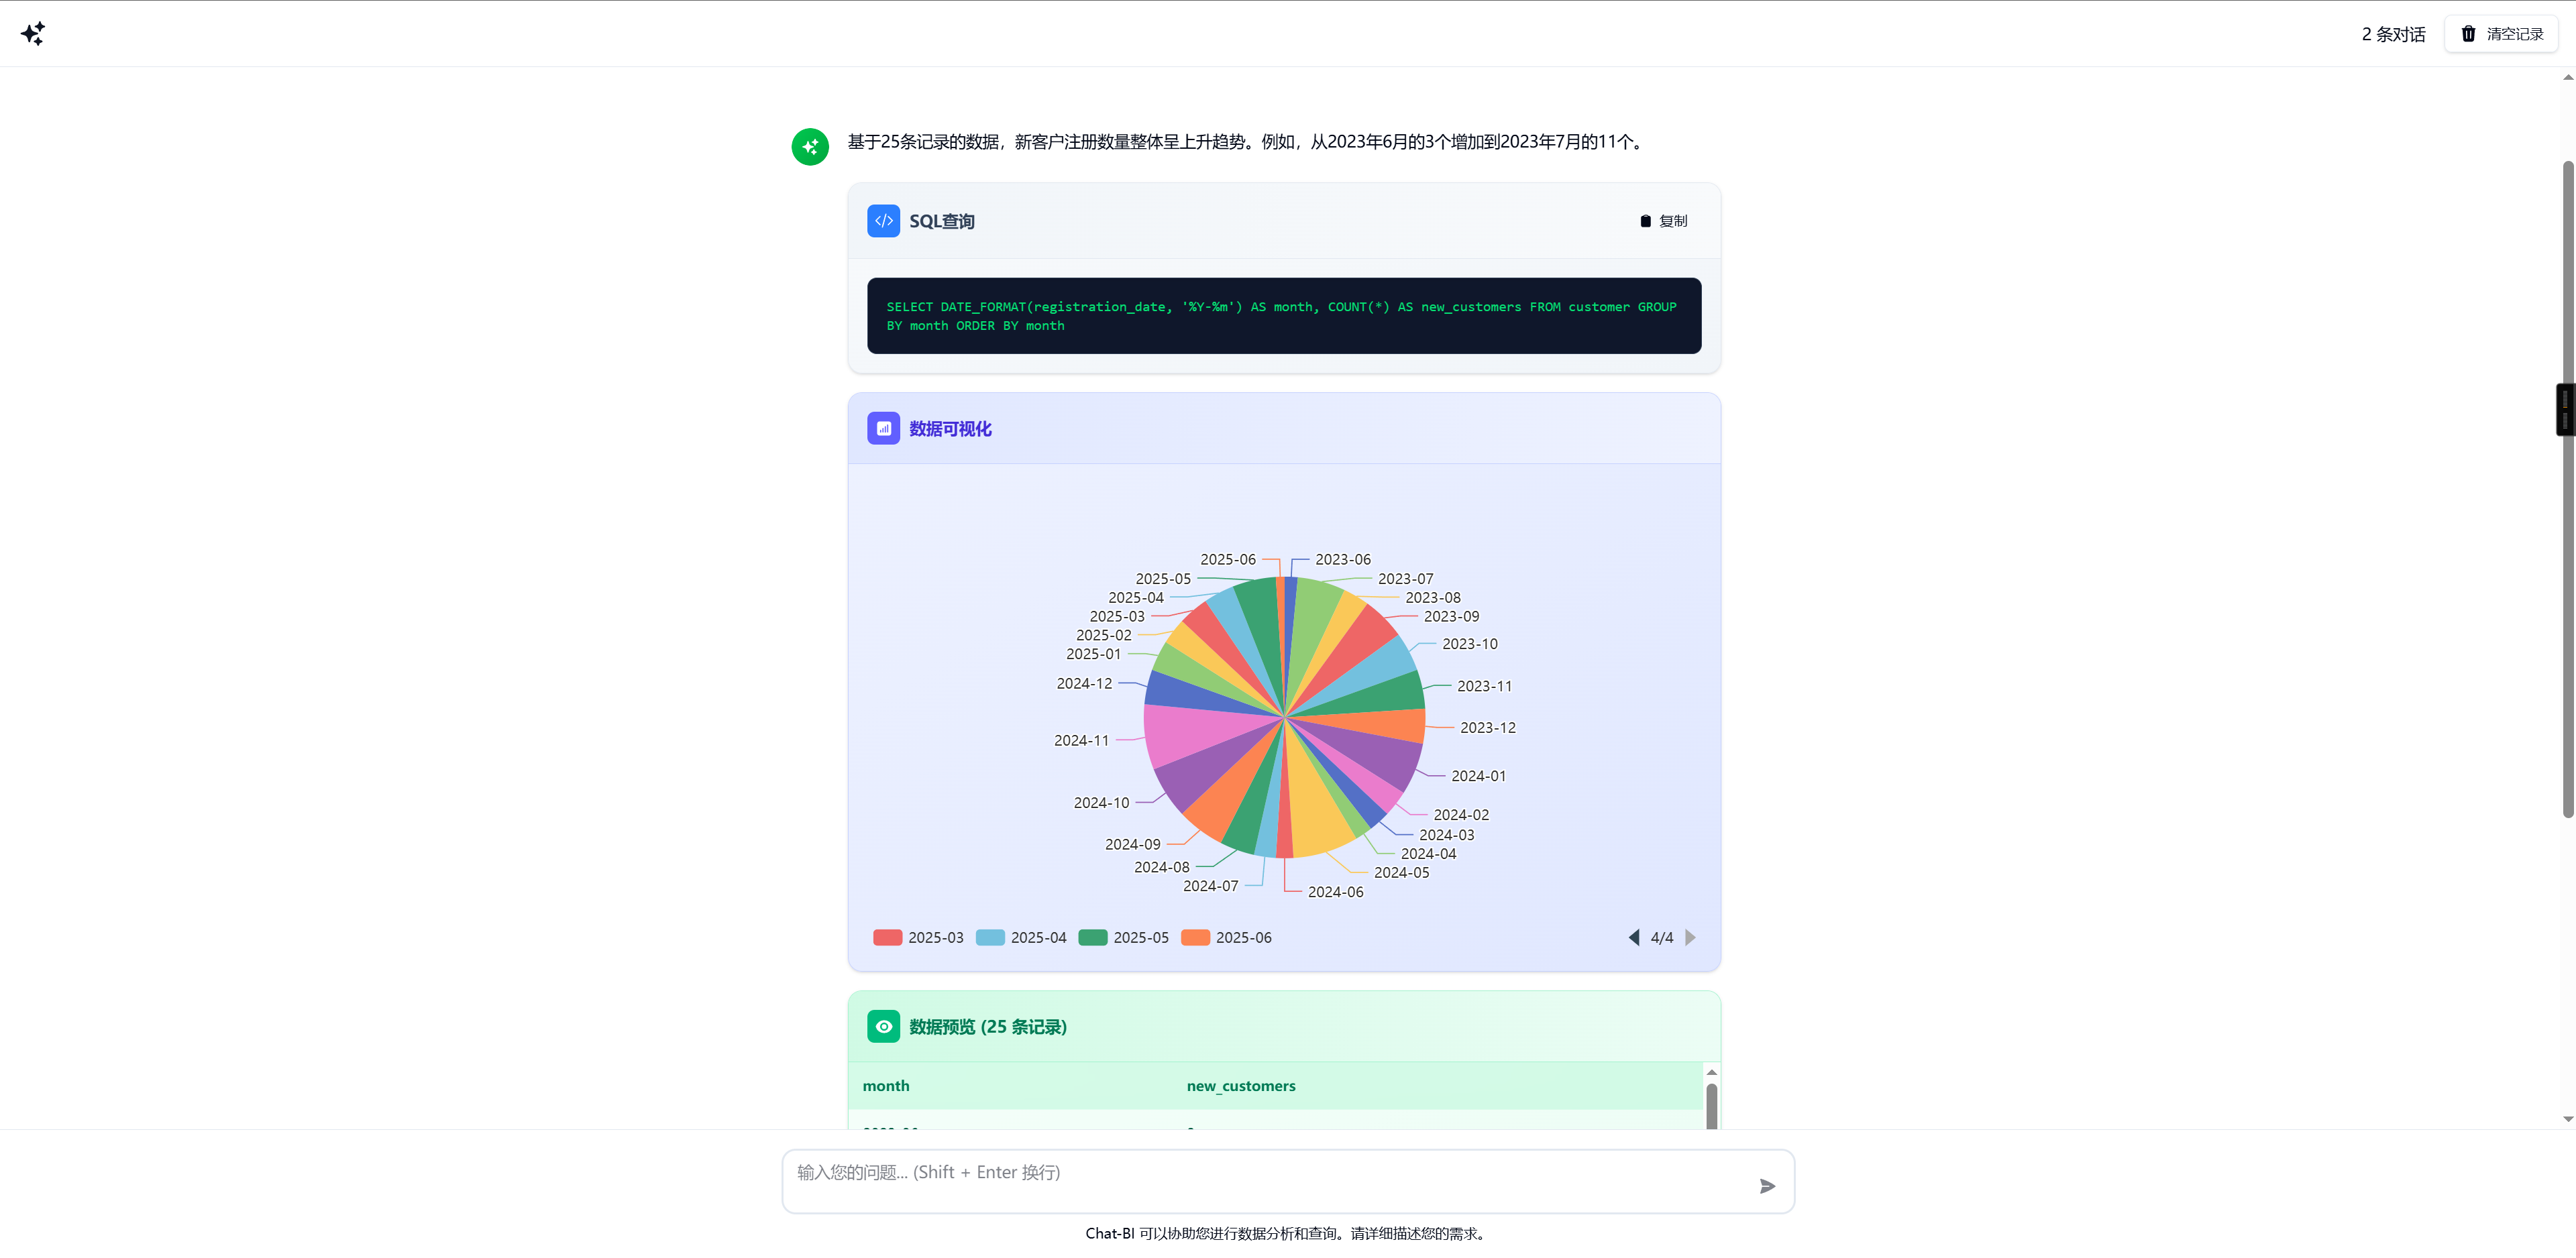 2 条对话
清空记录
基于25条记录的数据，新客户注册数量整体呈上升趋势。例如，从2023年6月的3个增加到2023年7月的11个。
SQL查询
复制
SELECT DATE_FORMAT(registration_date, '%Y-%m') AS month, COUNT(*) AS new_customers FROM customer GROUP
BY month ORDER BY month
数据可视化
2025-06
2023-06
2025-05
2023-07
2025-04
2023-08
2025-03
2023-09
2025-02
2023-10
2025-01
2024-12
2023-11
2023-12
2024-11
2024-01
2024-10
2024-02
2024-03
2024-09
2024-04
2024-08
2024-05
2024-07
2024-06
2025-03
2025-04
2025-05
2025-06
4/4
数据预览 (25 条记录)
month
new_customers
输入您的问题... (Shift + Enter 换行)
Chat-BI 可以协助您进行数据分析和查询。请详细描述您的需求。